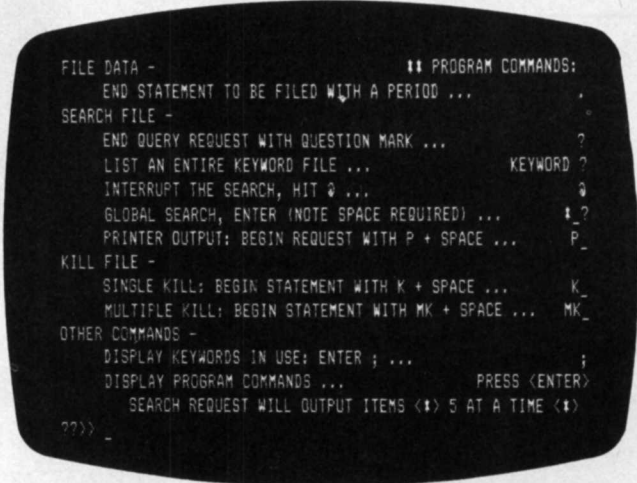 FILE DATA - ** PROGRAM COMMANDS:
END STATEMENT TO BE FILED WITH A PERIOD ... .
SEARCH FILE -
END QUERY REQUEST WITH QUESTION MARK ... ?
LIST AN ENTIRE KEYWORD FILE ... KEYWORD ?
INTERRUPT THE SEARCH, HIT @ ... @
GLOBAL SEARCH, ENTER (NOTE SPACE REQUIRED) ... *_?
PRINTER OUTPUT: BEGIN REQUEST WITH P + SPACE ... P_
KILL FILE -
SINGLE KILL: BEGIN STATEMENT WITH K + SPACE ... K_
MULTIPLE KILL: BEGIN STATEMENT WITH MK + SPACE ... MK_
OTHER COMMANDS -
DISPLAY KEYWORDS IN USE: ENTER ; ... ;
DISPLAY PROGRAM COMMANDS ... PRESS <ENTER>
SEARCH REQUEST WILL OUTPUT ITEMS <*> 5 AT A TIME <*>
??>> _